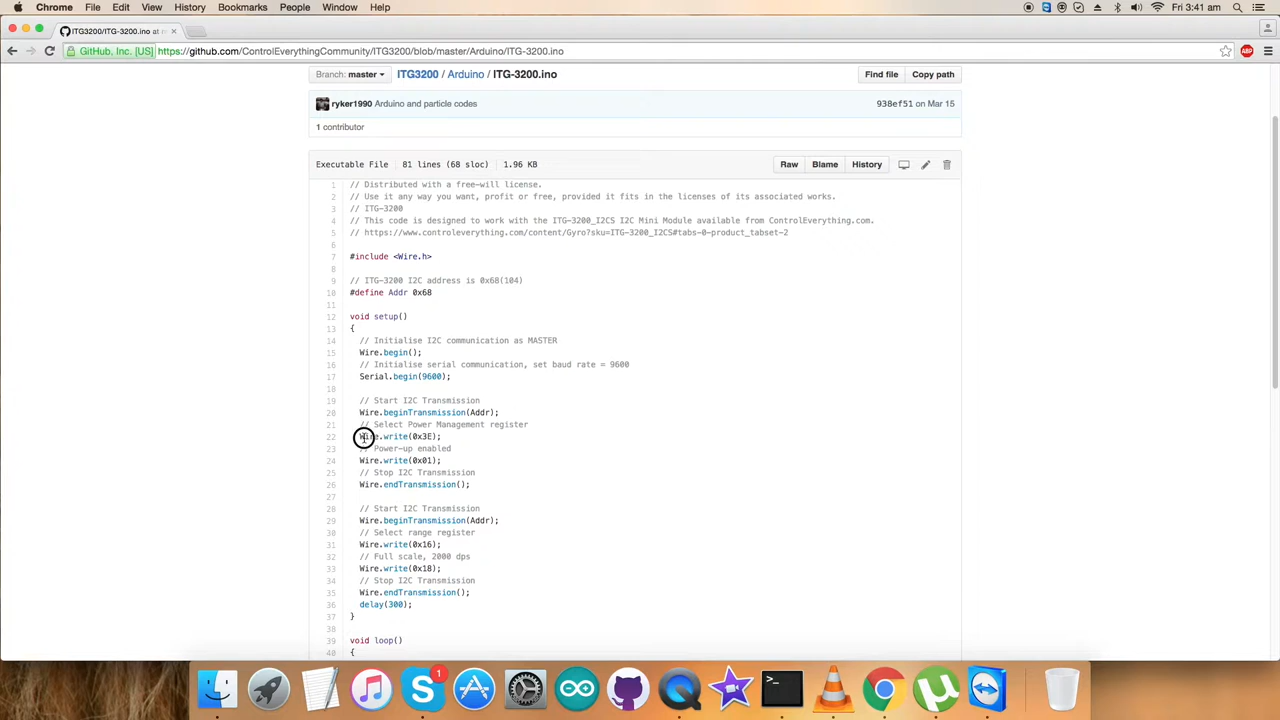 Chrome File Edit View History Bookmarks People Window Help Fri 3:41 am
ITG3200/ITG-3200.ino at
GitHub, Inc. [US] https://github.com/ControlEverythingCommunity/ITG3200/blob/master/Arduino/ITG-3200.ino
ABP
Branch: master ITG3200 / Arduino / ITG-3200.ino Find file Copy path
ryker1990 Arduino and particle codes 938ef51 on Mar 15
1 contributor
Executable File 81 lines (68 sloc) 1.96 KB Raw Blame History
1 // Distributed with a free-will license.
2 // Use it any way you want, profit or free, provided it fits in the licenses of its associated works.
3 // ITG-3200
4 // This code is designed to work with the ITG-3200_I2CS I2C Mini Module available from ControlEverything.com.
5 // https://www.controleverything.com/content/Gyro?sku=ITG-3200_I2CS#tabs-0-product_tabset-2
6
7 #include <Wire.h>
8
9 // ITG-3200 I2C address is 0x68(104)
10 #define Addr 0x68
11
12 void setup()
13 {
14 // Initialise I2C communication as MASTER
15 Wire.begin();
16 // Initialise serial communication, set baud rate = 9600
17 Serial.begin(9600);
18
19 // Start I2C Transmission
20 Wire.beginTransmission(Addr);
21 // Select Power Management register
22 Wire.write(0x3E);
23 // Power-up enabled
24 Wire.write(0x01);
25 // Stop I2C Transmission
26 Wire.endTransmission();
27
28 // Start I2C Transmission
29 Wire.beginTransmission(Addr);
30 // Select range register
31 Wire.write(0x16);
32 // Full scale, 2000 dps
33 Wire.write(0x18);
34 // Stop I2C Transmission
35 Wire.endTransmission();
36 delay(300);
37 }
38
39 void loop()
40 {
1